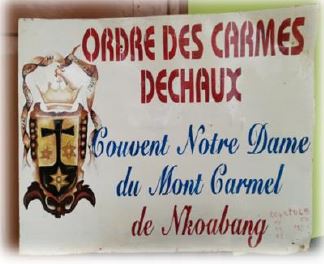 ORDRE DES CARMES
DECHAUX
Couvent Notre Dame
du Mont Carmel
de Nkoabang